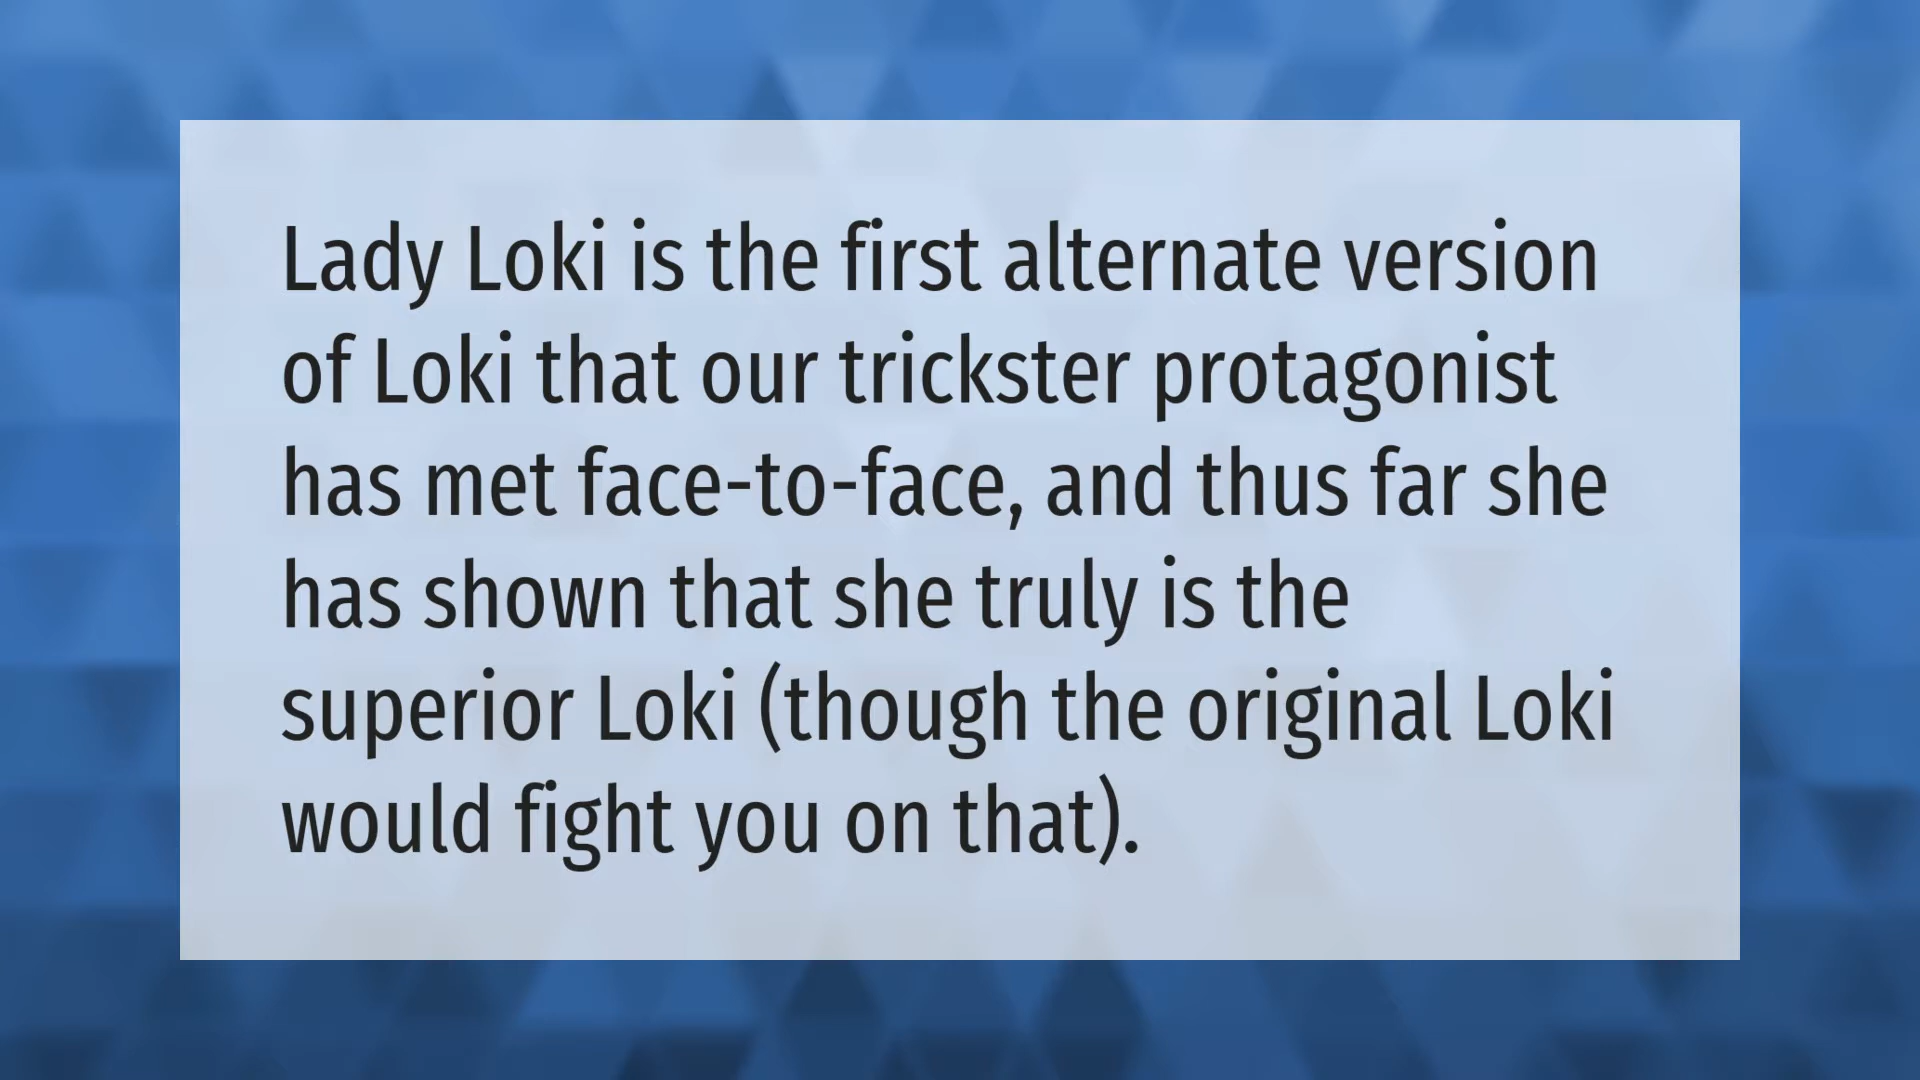 Lady Loki is the first alternate version
of Loki that our trickster protagonist
has met face-to-face, and thus far she
has shown that she truly is the
superior Loki (though the original Loki
would fight you on that).